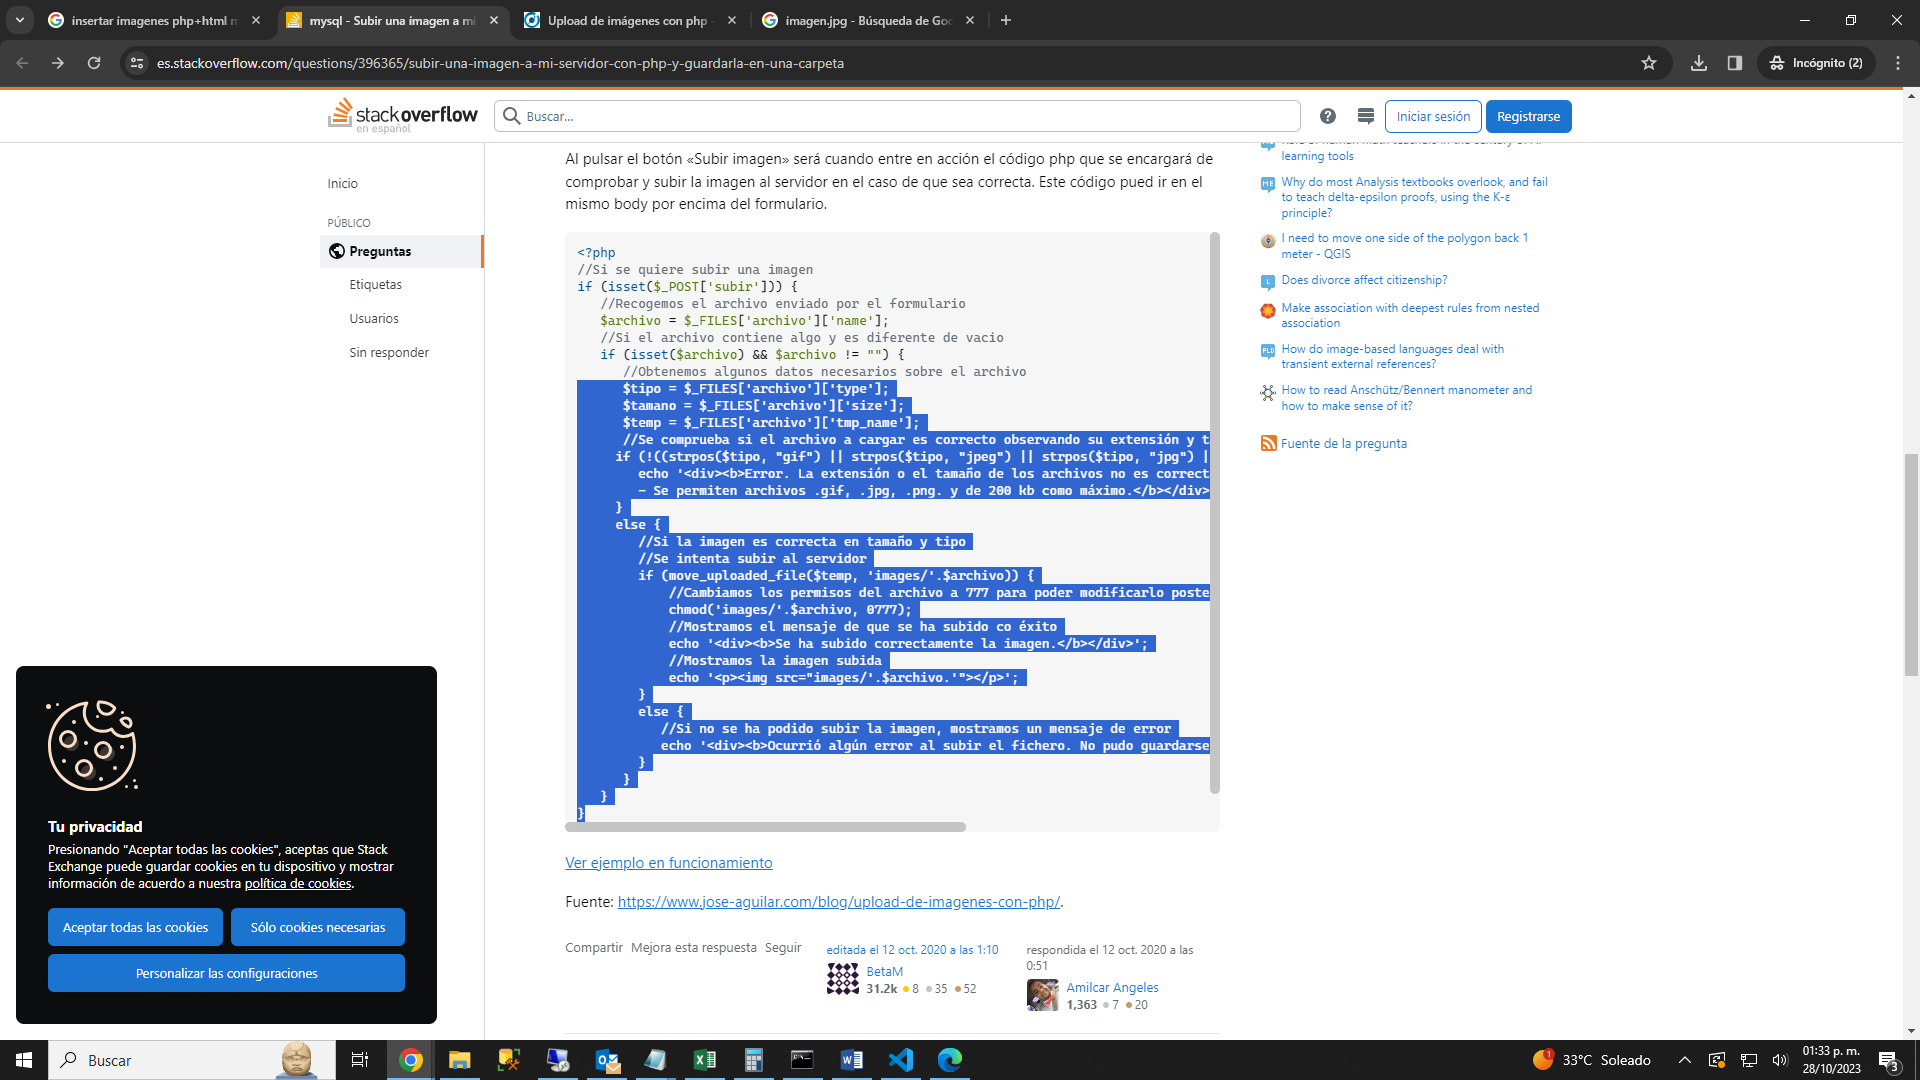 insertar imagenes php+html m
mysql - Subir una imagen a mi
Upload de imágenes con php -
imagen.jpg - Búsqueda de Goo
es.stackoverflow.com/questions/396365/subir-una-imagen-a-mi-servidor-con-php-y-guardarla-en-una-carpeta
Incógnito (2)
stackoverflow
en español
Buscar...
Iniciar sesión
Registrarse
Inicio
PÚBLICO
Preguntas
Etiquetas
Usuarios
Sin responder
Al pulsar el botón «Subir imagen» será cuando entre en acción el código php que se encargará de
comprobar y subir la imagen al servidor en el caso de que sea correcta. Este código pued ir en el
mismo body por encima del formulario.
<?php
//Si se quiere subir una imagen
if (isset($_POST['subir'])) {
//Recogemos el archivo enviado por el formulario
$archivo = $_FILES['archivo']['name'];
//Si el archivo contiene algo y es diferente de vacio
if (isset($archivo) && $archivo != "") {
//Obtenemos algunos datos necesarios sobre el archivo
$tipo = $_FILES['archivo']['type'];
$tamano = $_FILES['archivo']['size'];
$temp = $_FILES['archivo']['tmp_name'];
//Se comprueba si el archivo a cargar es correcto observando su extensión y t
if (!((strpos($tipo, "gif") || strpos($tipo, "jpeg") || strpos($tipo, "jpg") |
echo '<div><b>Error. La extensión o el tamaño de los archivos no es correct
- Se permiten archivos .gif, .jpg, .png. y de 200 kb como máximo.</b></div>
}
else {
//Si la imagen es correcta en tamaño y tipo
//Se intenta subir al servidor
if (move_uploaded_file($temp, 'images/'.$archivo)) {
//Cambiamos los permisos del archivo a 777 para poder modificarlo poste
chmod('images/'.$archivo, 0777);
//Mostramos el mensaje de que se ha subido co éxito
echo '<div><b>Se ha subido correctamente la imagen.</b></div>';
//Mostramos la imagen subida
echo '<p><img src="images/'.$archivo.'"></p>';
}
else {
//Si no se ha podido subir la imagen, mostramos un mensaje de error
echo '<div><b>Ocurrió algún error al subir el fichero. No pudo guardarse
}
}
}
}
Ver ejemplo en funcionamiento
Fuente: https://www.jose-aguilar.com/blog/upload-de-imagenes-con-php/.
Compartir Mejora esta respuesta Seguir
editada el 12 oct. 2020 a las 1:10
BetaM
31.2k 8 35 52
respondida el 12 oct. 2020 a las
0:51
Amilcar Angeles
1,363 7 20
learning tools
Why do most Analysis textbooks overlook, and fail
to teach delta-epsilon proofs, using the K-ε
principle?
I need to move one side of the polygon back 1
meter - QGIS
Does divorce affect citizenship?
Make association with deepest rules from nested
association
How do image-based languages deal with
transient external references?
How to read Anschütz/Bennert manometer and
how to make sense of it?
Fuente de la pregunta
Tu privacidad
Presionando "Aceptar todas las cookies", aceptas que Stack
Exchange puede guardar cookies en tu dispositivo y mostrar
información de acuerdo a nuestra política de cookies.
Aceptar todas las cookies
Sólo cookies necesarias
Personalizar las configuraciones
Buscar
33°C Soleado
01:33 p. m.
28/10/2023
3